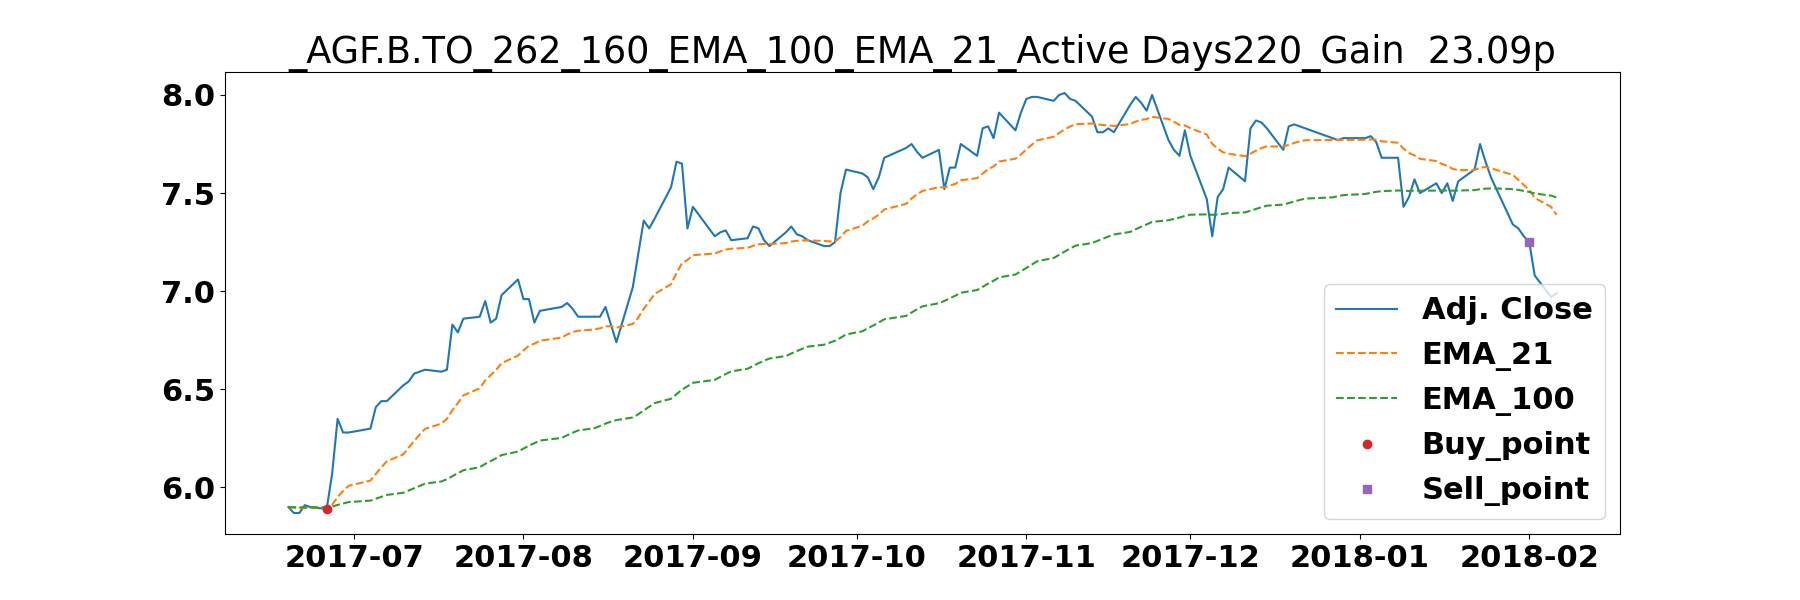 _AGF.B.TO_262_160_EMA_100_EMA_21_Active Days220_Gain  23.09p
8.0
7.5
7.0
6.5
6.0
Adj. Close
EMA_21
EMA_100
Buy_point
Sell_point
2017-07 2017-08 2017-09 2017-10 2017-11 2017-12 2018-01 2018-02